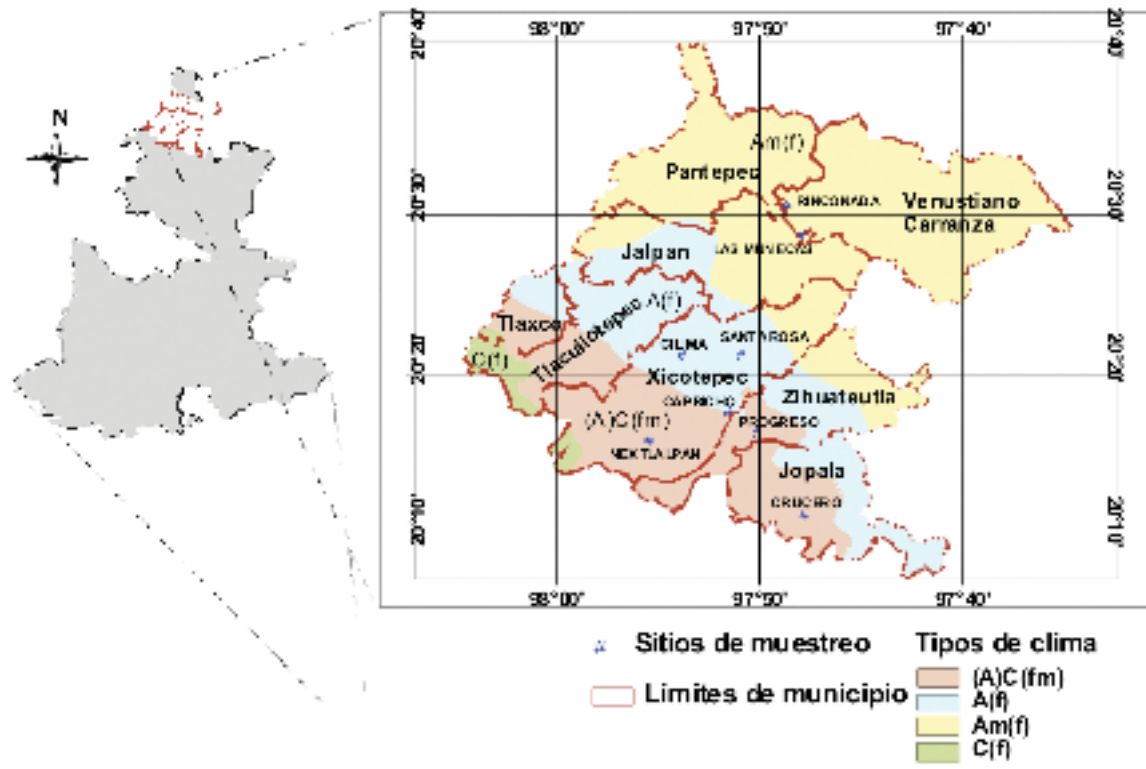 N
98°00' 97°50' 97°40'
20°40' 20°40'
Am(f)
Pantepec
RINCONADA
Venustiano
Carranza
20°30' 20°30'
Jalpan
LAS MUÑECAS
A(f)
Tlaxco
Tlacuilotepec
SANTA ROSA
C(f)
20°20' 20°20'
Xicotepec
Zihuateutla
CAPRICHO
(A)C(fm)
PROGRESO
NEXTLALPAN
Jopala
CRUCERO
20°10' 20°10'
98°00' 97°50' 97°40'
Sitios de muestreo
Limites de municipio
Tipos de clima
(A)C(fm)
A(f)
Am(f)
C(f)